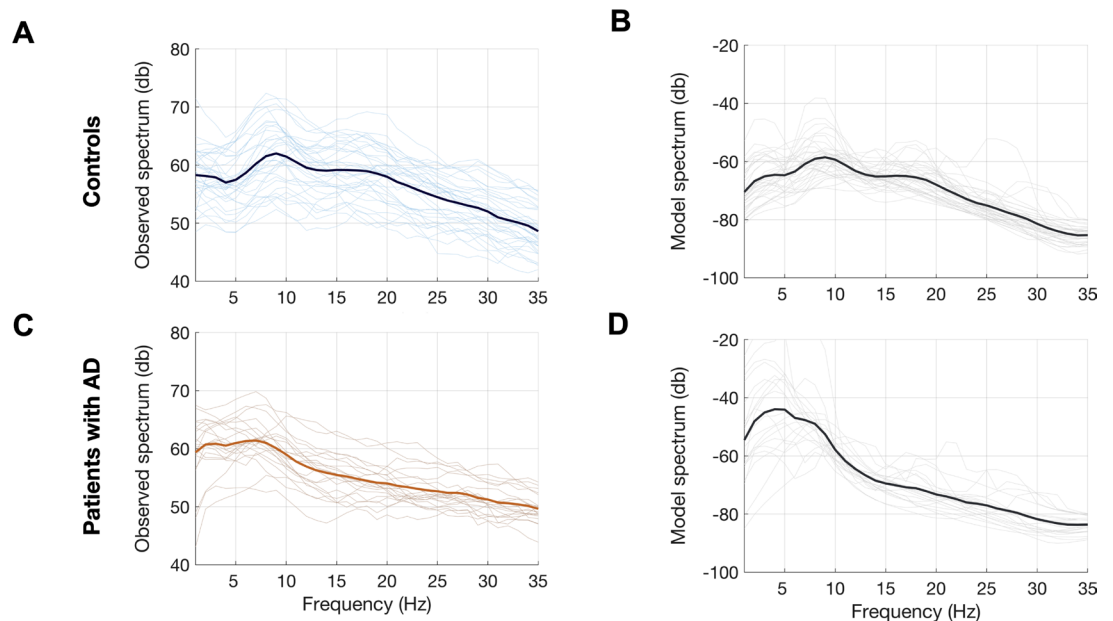 A
Controls
Observed spectrum (db)
80
70
60
50
40
5 10 15 20 25 30 35
B
Model spectrum (db)
-20
-40
-60
-80
-100
5 10 15 20 25 30 35
C
Patients with AD
Observed spectrum (db)
80
70
60
50
40
5 10 15 20 25 30 35
Frequency (Hz)
D
Model spectrum (db)
-20
-40
-60
-80
-100
5 10 15 20 25 30 35
Frequency (Hz)